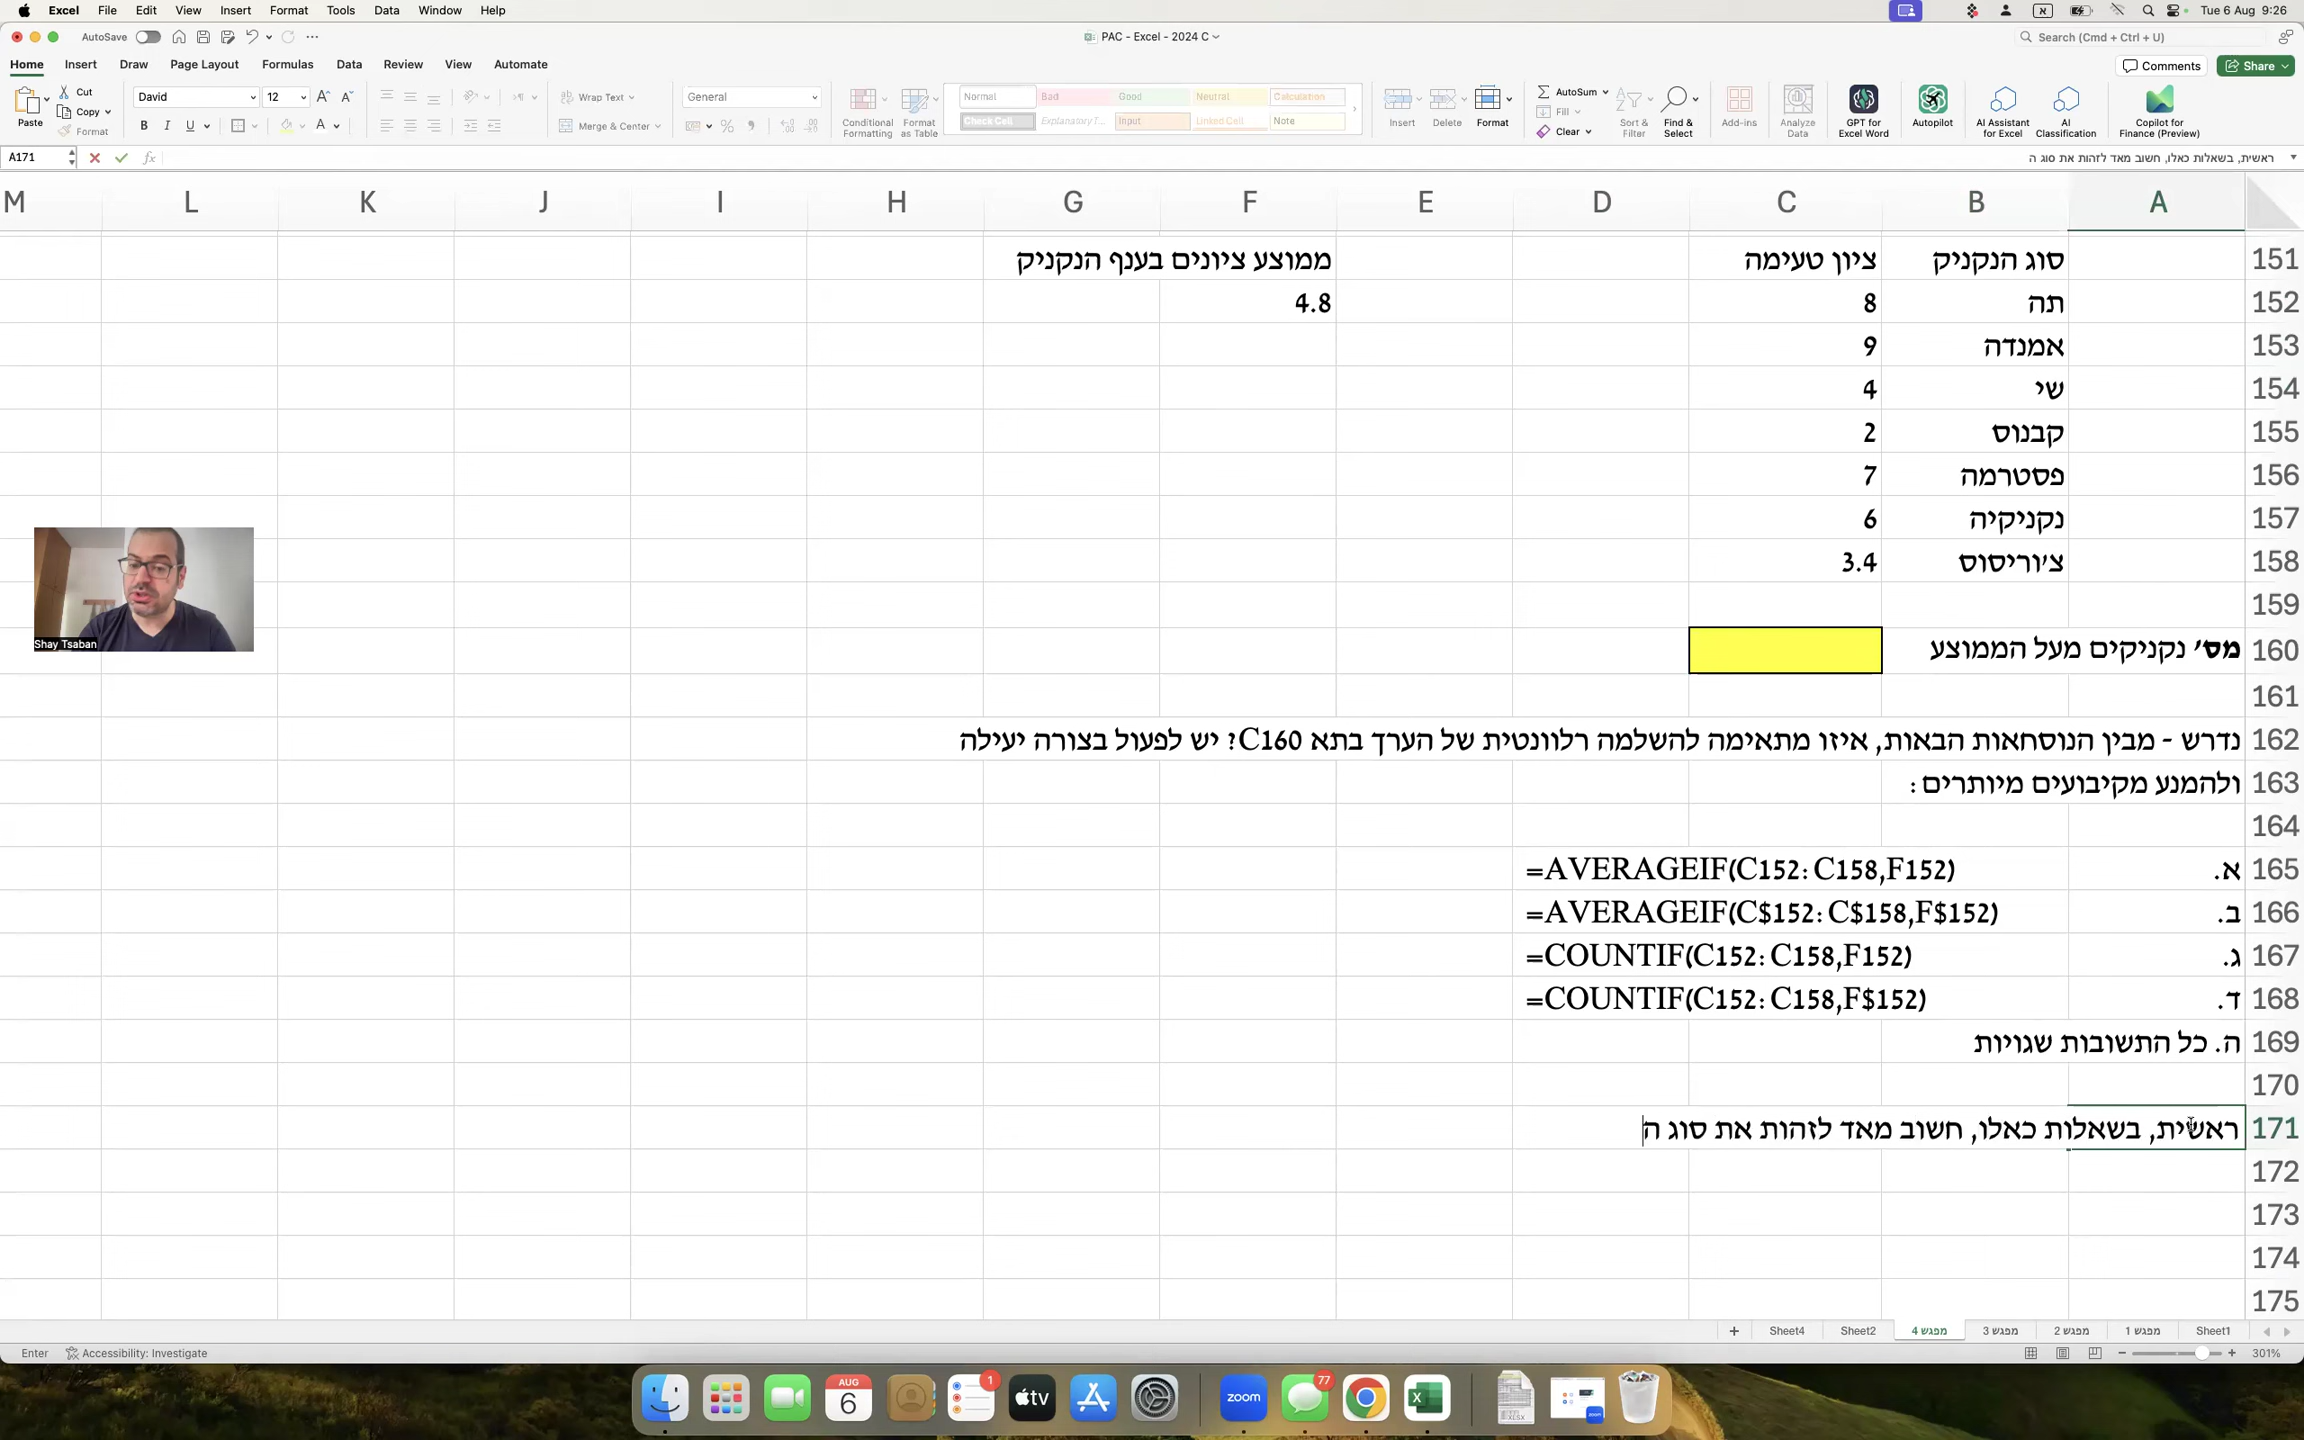 Excel File Edit View Insert Format Tools Data Window Help
Tue 6 Aug 9:26
AutoSave
PAC - Excel - 2024 C
Search (Cmd + Ctrl + U)
Home Insert Draw Page Layout Formulas Data Review View Automate
Comments Share
Paste Cut Copy Format
David 12
B I U
Wrap Text
Merge & Center
General
Conditional Formatting
Format as Table
Normal Bad Good Neutral Calculation
Check Cell Explanatory T... Input Linked Cell Note
Insert Delete Format
AutoSum
Fill
Clear
Sort & Filter
Find & Select
Add-ins
Analyze Data
GPT for Excel Word
Autopilot
AI Assistant for Excel
AI Classification
Copilot for Finance (Preview)
A171 fx
ראשית, בשאלות כאלו, חשוב מאד לזהות את סוג ה
M L K J I H G F E D C B A
151 סוג הנקניק ציון טעימה ממוצע ציונים בענף הנקניק
152 תה 8 4.8
153 אמנדה 9
154 שי 4
155 קבנוס 2
156 פסטרמה 7
157 נקניקיה 6
158 צ'וריסוס 3.4
159
160 מס' נקניקים מעל הממוצע
161
162 נדרש - מבין הנוסחאות הבאות, איזו מתאימה להשלמה רלוונטית של הערך בתא C160? יש לפעול בצורה יעילה
163 ולהמנע מקיבועים מיותרים:
164
165 א. =AVERAGEIF(C152:C158,F152)
166 ב. =AVERAGEIF(C$152:C$158,F$152)
167 ג. =COUNTIF(C152:C158,F152)
168 ד. =COUNTIF(C152:C158,F$152)
169 ה. כל התשובות שגויות
170
171 ראשית, בשאלות כאלו, חשוב מאד לזהות את סוג ה
172
173
174
175
Shay Tsaban
Sheet1 מפגש 1 מפגש 2 מפגש 3 מפגש 4 Sheet2 Sheet4
Enter Accessibility: Investigate
301%
AUG 6
1
tv
zoom
77
XLSX